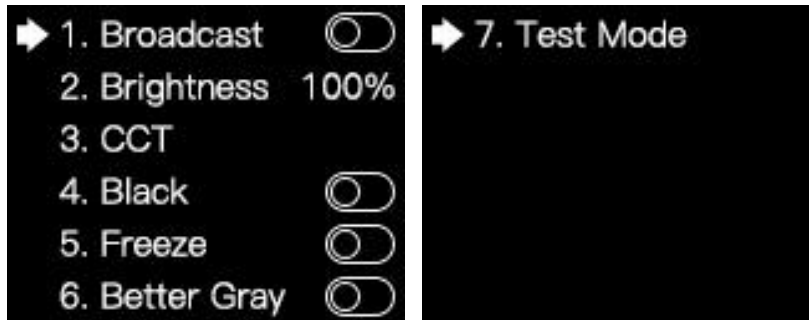 1. Broadcast
2. Brightness 100%
3. CCT
4. Black
5. Freeze
6. Better Gray
7. Test Mode